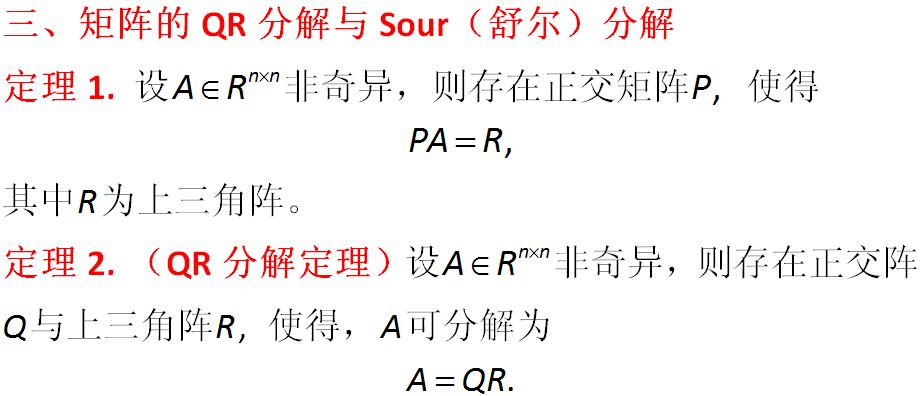 三、矩阵的 QR 分解与 Sour（舒尔）分解
定理 1. 设 A∈Rⁿˣⁿ 非奇异，则存在正交矩阵P, 使得
PA=R,
其中R为上三角阵。
定理 2.（QR 分解定理）设 A∈Rⁿˣⁿ 非奇异，则存在正交阵
Q与上三角阵R, 使得，A可分解为
A=QR.